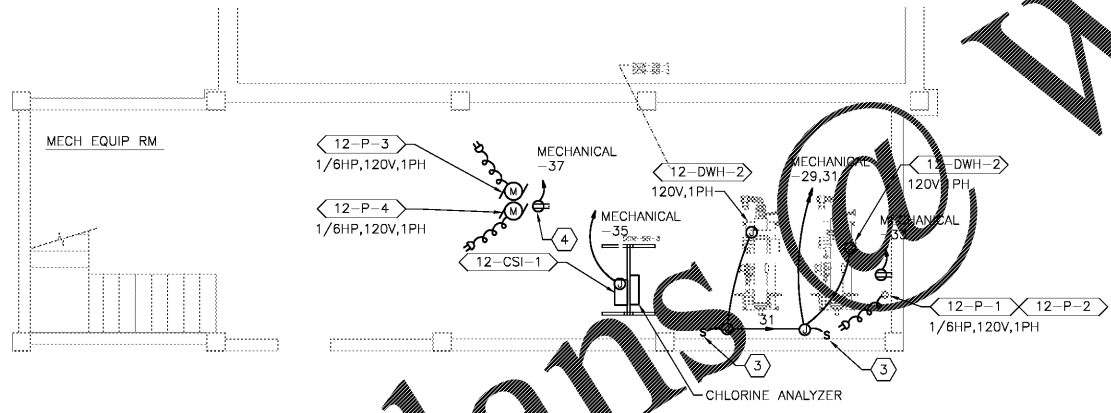 MECH EQUIP RM
12-P-3
1/6HP,120V,1PH
12-P-4
1/6HP,120V,1PH
M
M
MECHANICAL
-37
4
12-CSI-1
MECHANICAL
-35
J
12-DWH-2
120V,1PH
J
MECHANICAL
-29,31
12-DWH-2
120V,1PH
MECHANICAL
12-P-1
12-P-2
1/6HP,120V,1PH
31
J
J
S
S
3
3
CHLORINE ANALYZER
lans@w